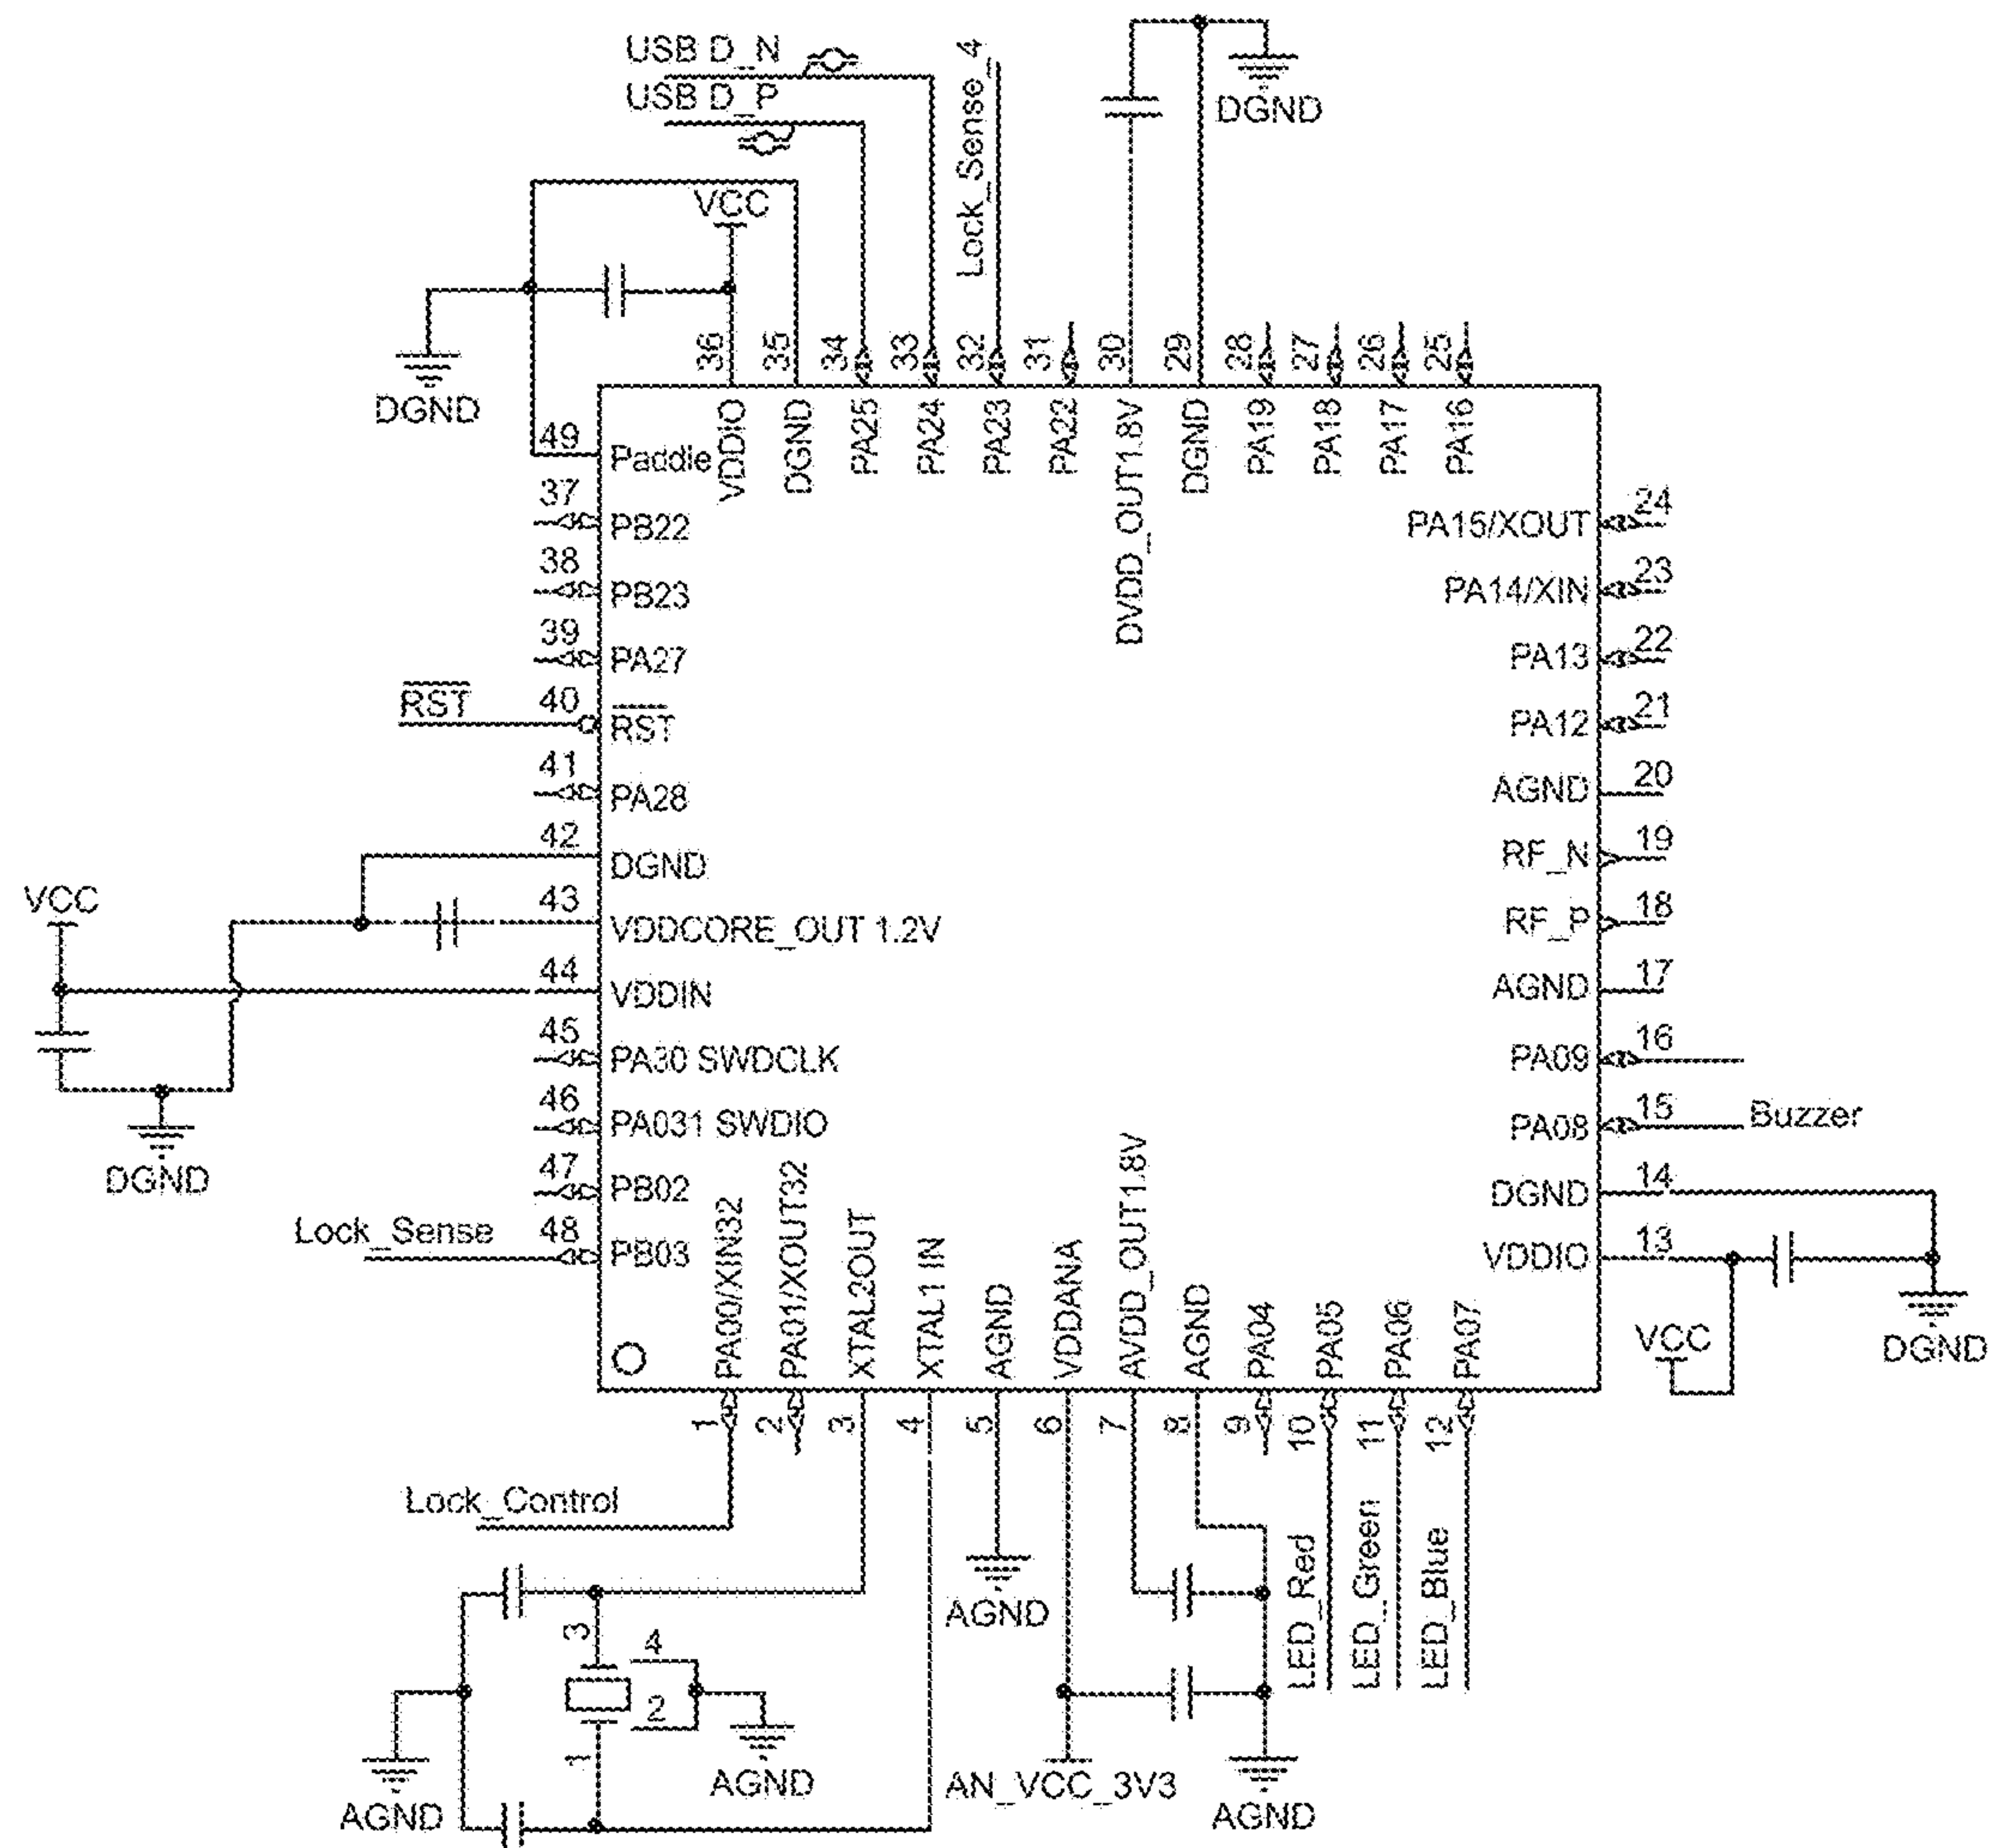 USB D_N
USB D_P
Lock_Sense_4
DGND
VCC
DGND
36
35
34
33
32
31
30
29
28
27
26
25
VDDIO
DGND
PA25
PA24
PA23
PA22
DVDD_OUT1.8V
DGND
PA19
PA18
PA17
PA16
49 Paddle
37 PB22
38 PB23
39 PA27
RST 40 RST
41 PA28
42 DGND
43 VDDCORE_OUT 1.2V
VCC
44 VDDIN
45 PA30 SWDCLK
46 PA031 SWDIO
DGND
47 PB02
Lock_Sense 48 PB03
PA15/XOUT 24
PA14/XIN 23
PA13 22
PA12 21
AGND 20
RF_N 19
RF_P 18
AGND 17
PA09 16
PA08 15 Buzzer
DGND 14
VDDIO 13
VCC
DGND
PA00/XIN32
PA01/XOUT32
XTAL2OUT
XTAL1 IN
AGND
VDDANA
AVDD_OUT1.8V
AGND
PA04
PA05
PA06
PA07
1
2
3
4
5
6
7
8
9
10
11
12
Lock_Control
LED_Red
LED_Green
LED_Blue
AGND
3
4
2
1
AGND
AGND
AN_VCC_3V3
AGND